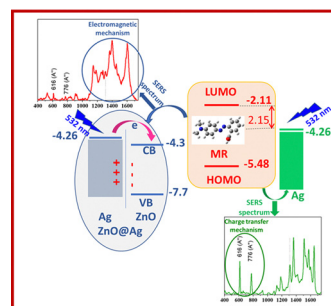 Electromagnetic
mechanism
616 (A")
776 (A")
400 600 800 1000 1200 1400 1600
SERS
spectrum
532 nm
-4.26
e
CB
-4.3
VB
-7.7
Ag
ZnO
ZnO@Ag
LUMO
-2.11
2.15
MR
-5.48
HOMO
532 nm
-4.26
Ag
SERS
spectrum
Charge transfer
mechanism
616 (A")
776 (A")
400 600 800 1000 1200 1400 1600